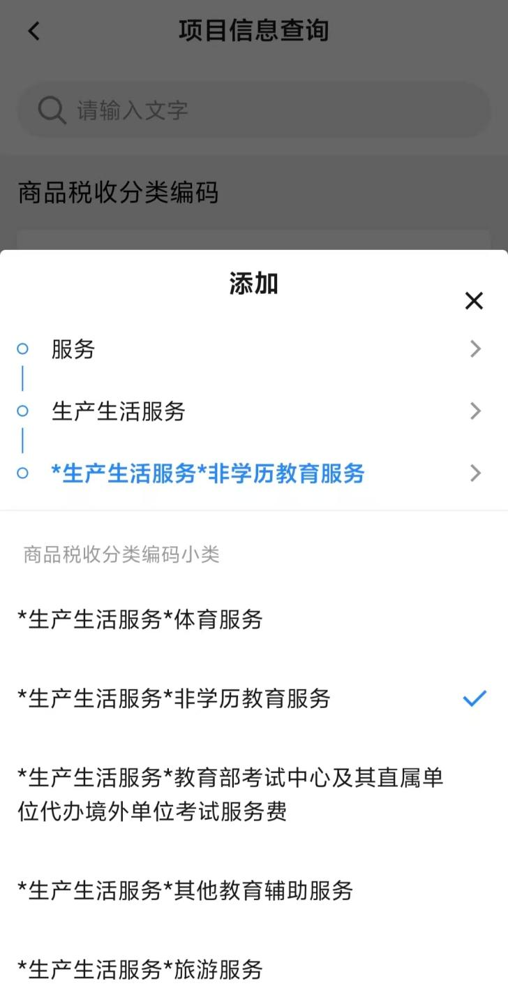 项目信息查询
请输入文字
商品税收分类编码
添加
服务
生产生活服务
*生产生活服务*非学历教育服务
商品税收分类编码小类
*生产生活服务*体育服务
*生产生活服务*非学历教育服务
*生产生活服务*教育部考试中心及其直属单
位代办境外单位考试服务费
*生产生活服务*其他教育辅助服务
*生产生活服务*旅游服务